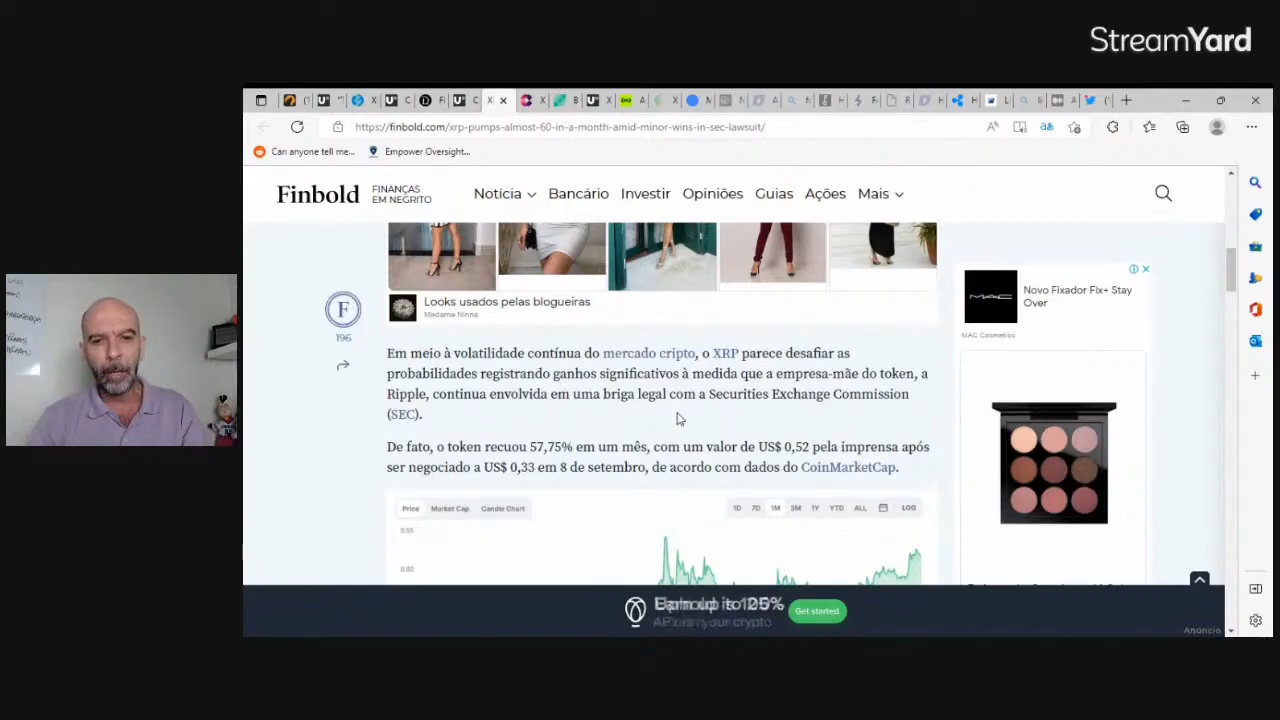 StreamYard
https://finbold.com/xrp-pumps-almost-60-in-a-month-amid-minor-wins-in-sec-lawsuit/
Can anyone tell me...
Empower Oversight...
Finbold
FINANÇAS
EM NEGRITO
Notícia
Bancário
Investir
Opiniões
Guias
Ações
Mais
Looks usados pelas blogueiras
Madame Ninna
F
196
Em meio à volatilidade contínua do mercado cripto, o XRP parece desafiar as
probabilidades registrando ganhos significativos à medida que a empresa-mãe do token, a
Ripple, continua envolvida em uma briga legal com a Securities Exchange Commission
(SEC).
De fato, o token recuou 57,75% em um mês, com um valor de US$ 0,52 pela imprensa após
ser negociado a US$ 0,33 em 8 de setembro, de acordo com dados do CoinMarketCap.
Price
Market Cap
Candle Chart
1D
7D
1M
3M
1Y
YTD
ALL
LOG
0.55
0.50
MAC
Novo Fixador Fix+ Stay
Over
MAC Cosmetics
Get started
Anúncio